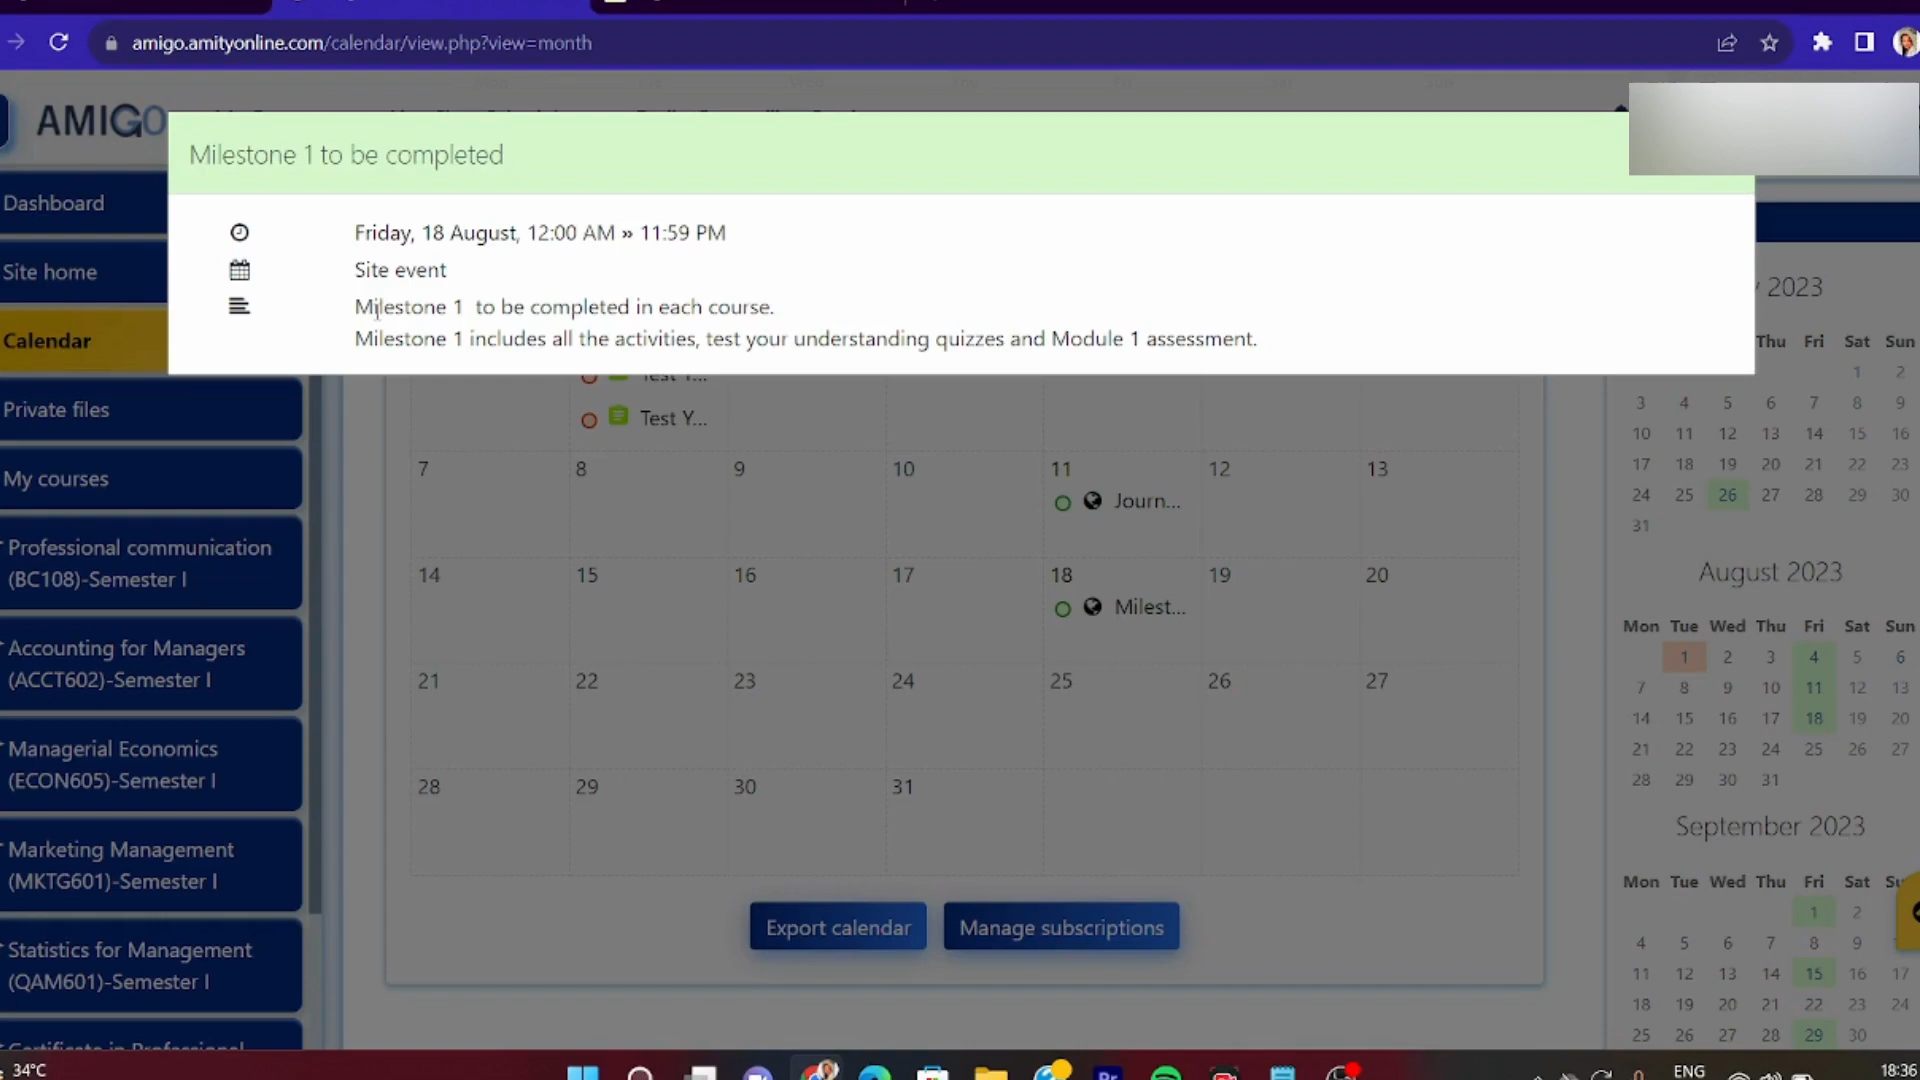 amigo.amityonline.com/calendar/view.php?view=month
AMIGO
Milestone 1 to be completed
Friday, 18 August, 12:00 AM » 11:59 PM
Site event
Milestone 1 to be completed in each course.
Milestone 1 includes all the activities, test your understanding quizzes and Module 1 assessment.
Dashboard
Site home
Calendar
Private files
My courses
Professional communication
(BC108)-Semester I
Accounting for Managers
(ACCT602)-Semester I
Managerial Economics
(ECON605)-Semester I
Marketing Management
(MKTG601)-Semester I
Statistics for Management
(QAM601)-Semester I
Certificate in Professional
Test Y...
Test Y...
7 8 9 10 11 12 13
Journ...
14 15 16 17 18 19 20
Milest...
21 22 23 24 25 26 27
28 29 30 31
Export calendar
Manage subscriptions
2023
Thu Fri Sat Sun
1 2
3 4 5 6 7 8 9
10 11 12 13 14 15 16
17 18 19 20 21 22 23
24 25 26 27 28 29 30
31
August 2023
Mon Tue Wed Thu Fri Sat Sun
1 2 3 4 5 6
7 8 9 10 11 12 13
14 15 16 17 18 19 20
21 22 23 24 25 26 27
28 29 30 31
September 2023
Mon Tue Wed Thu Fri Sat Su
1 2
4 5 6 7 8 9
11 12 13 14 15 16 17
18 19 20 21 22 23 24
25 26 27 28 29 30
34°C
Pr
ENG
18:36